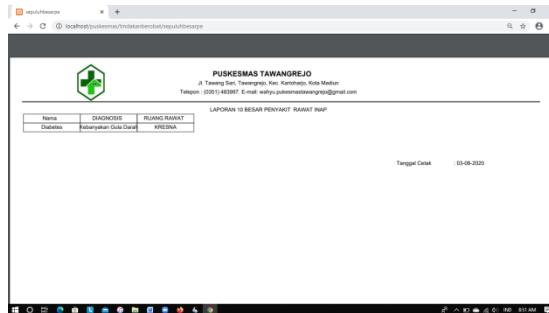 sepuluhbesarpe
localhost/puskesmas/tindakanberobat/sepuluhbesarpe
PUSKESMAS TAWANGREJO
Jl. Tawang Sari, Tawangrejo, Kec. Kartoharjo, Kota Madiun
Telepon : (0351) 463967. E-mail: wahyu.pukesmastawangrejo@gmail.com
LAPORAN 10 BESAR PENYAKIT RAWAT INAP
Nama DIAGNOSIS RUANG RAWAT
Diabetes Kebanyakan Gula Darah KRESNA
Tanggal Cetak : 03-08-2020
IND 8:51 AM